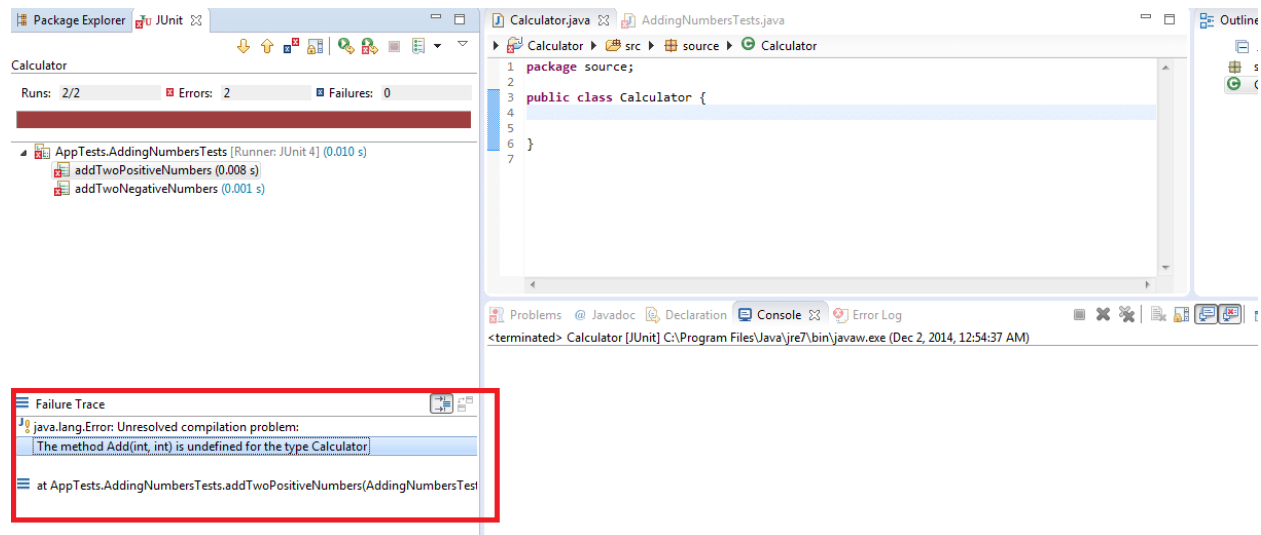 Package Explorer JUnit
Calculator
Runs: 2/2 Errors: 2 Failures: 0
AppTests.AddingNumbersTests [Runner: JUnit 4] (0.010 s)
addTwoPositiveNumbers (0.008 s)
addTwoNegativeNumbers (0.001 s)
Failure Trace
java.lang.Error: Unresolved compilation problem:
The method Add(int, int) is undefined for the type Calculator
at AppTests.AddingNumbersTests.addTwoPositiveNumbers(AddingNumbersTest
Calculator.java AddingNumbersTests.java
Calculator src source Calculator
1 package source;
2
3 public class Calculator {
4
5
6 }
7
Problems @ Javadoc Declaration Console Error Log
<terminated> Calculator [JUnit] C:\Program Files\Java\jre7\bin\javaw.exe (Dec 2, 2014, 12:54:37 AM)
Outline